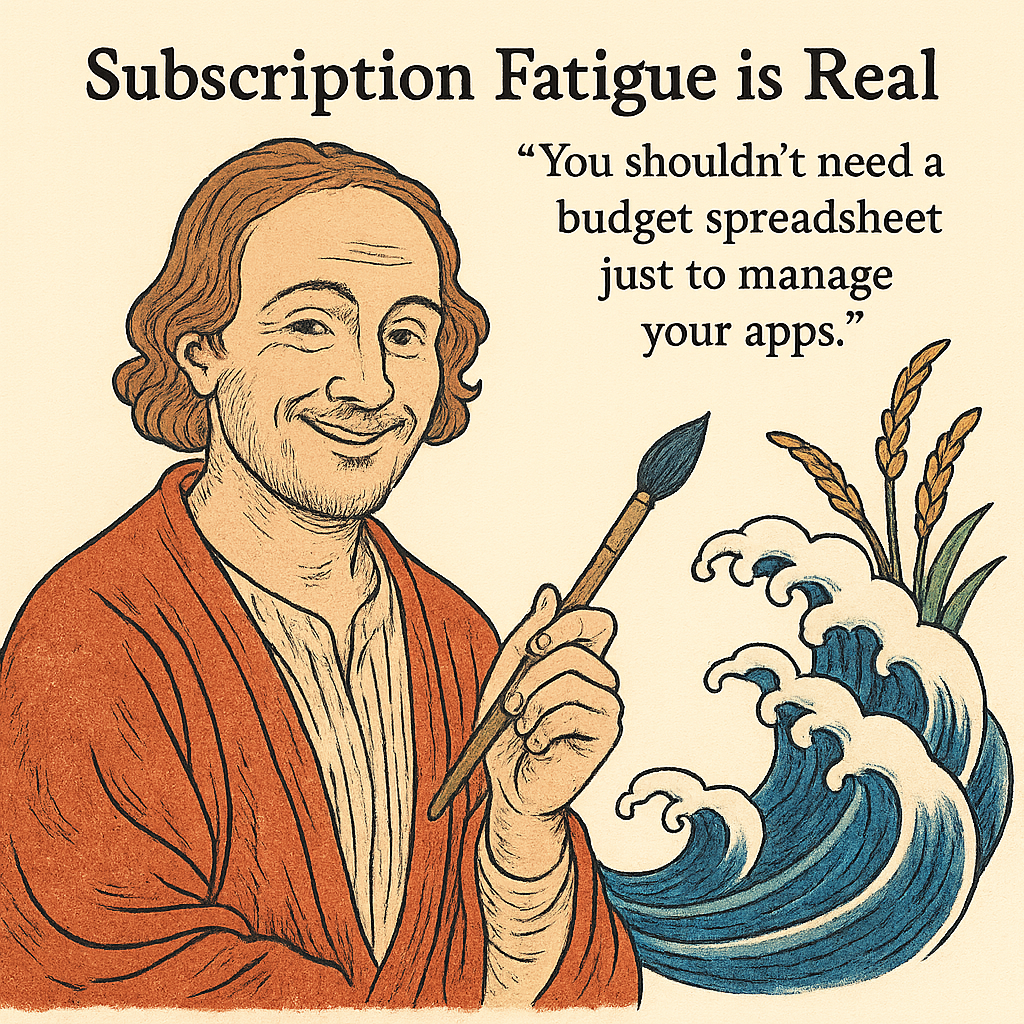 Subscription Fatigue is Real
“You shouldn’t need a
budget spreadsheet
just to manage
your apps.”